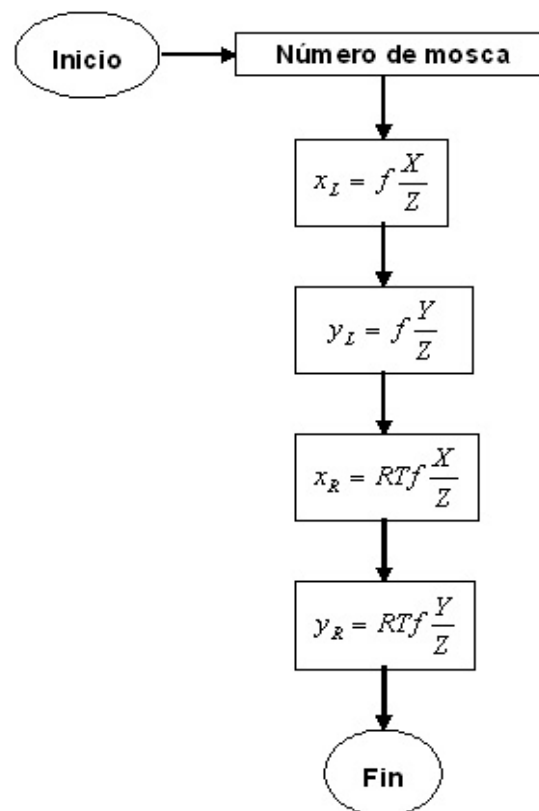 Inicio
Número de mosca
x_L = f X/Z
y_L = f Y/Z
x_R = RTf X/Z
y_R = RTf Y/Z
Fin